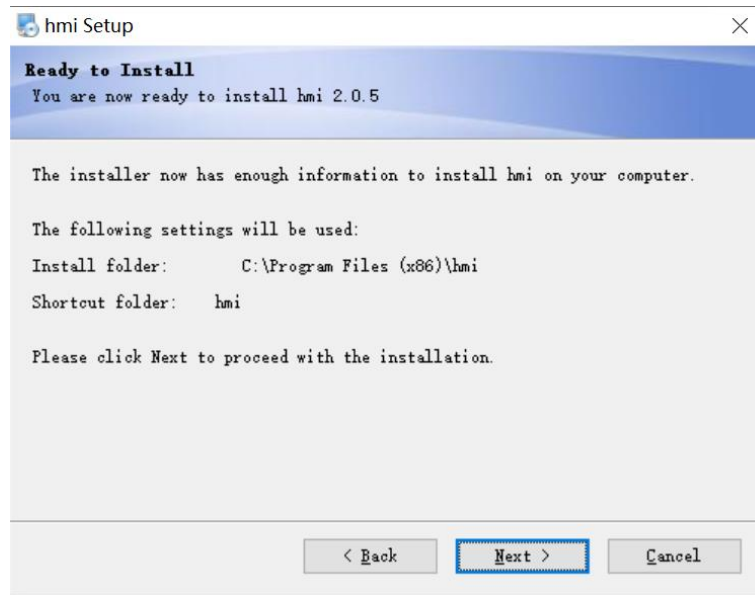 hmi Setup
Ready to Install
You are now ready to install hmi 2.0.5
The installer now has enough information to install hmi on your computer.
The following settings will be used:
Install folder: C:\Program Files (x86)\hmi
Shortcut folder: hmi
Please click Next to proceed with the installation.
< Back Next > Cancel